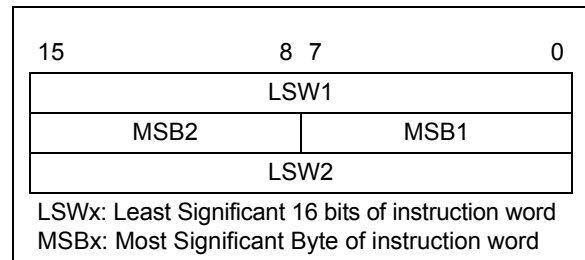 15 8 7 0
LSW1
MSB2 MSB1
LSW2
LSWx: Least Significant 16 bits of instruction word
MSBx: Most Significant Byte of instruction word